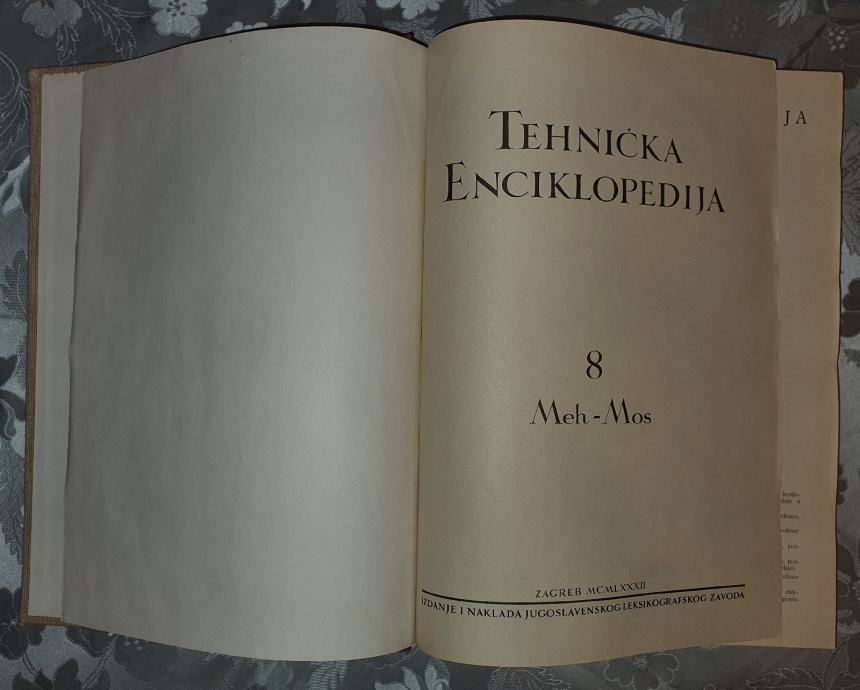 TEHNIČKA
ENCIKLOPEDIJA
8
Meh-Mos
ZAGREB MCMLXXXII
IZDANJE I NAKLADA JUGOSLAVENSKOG LEKSIKOGRAFSKOG ZAVODA
JA